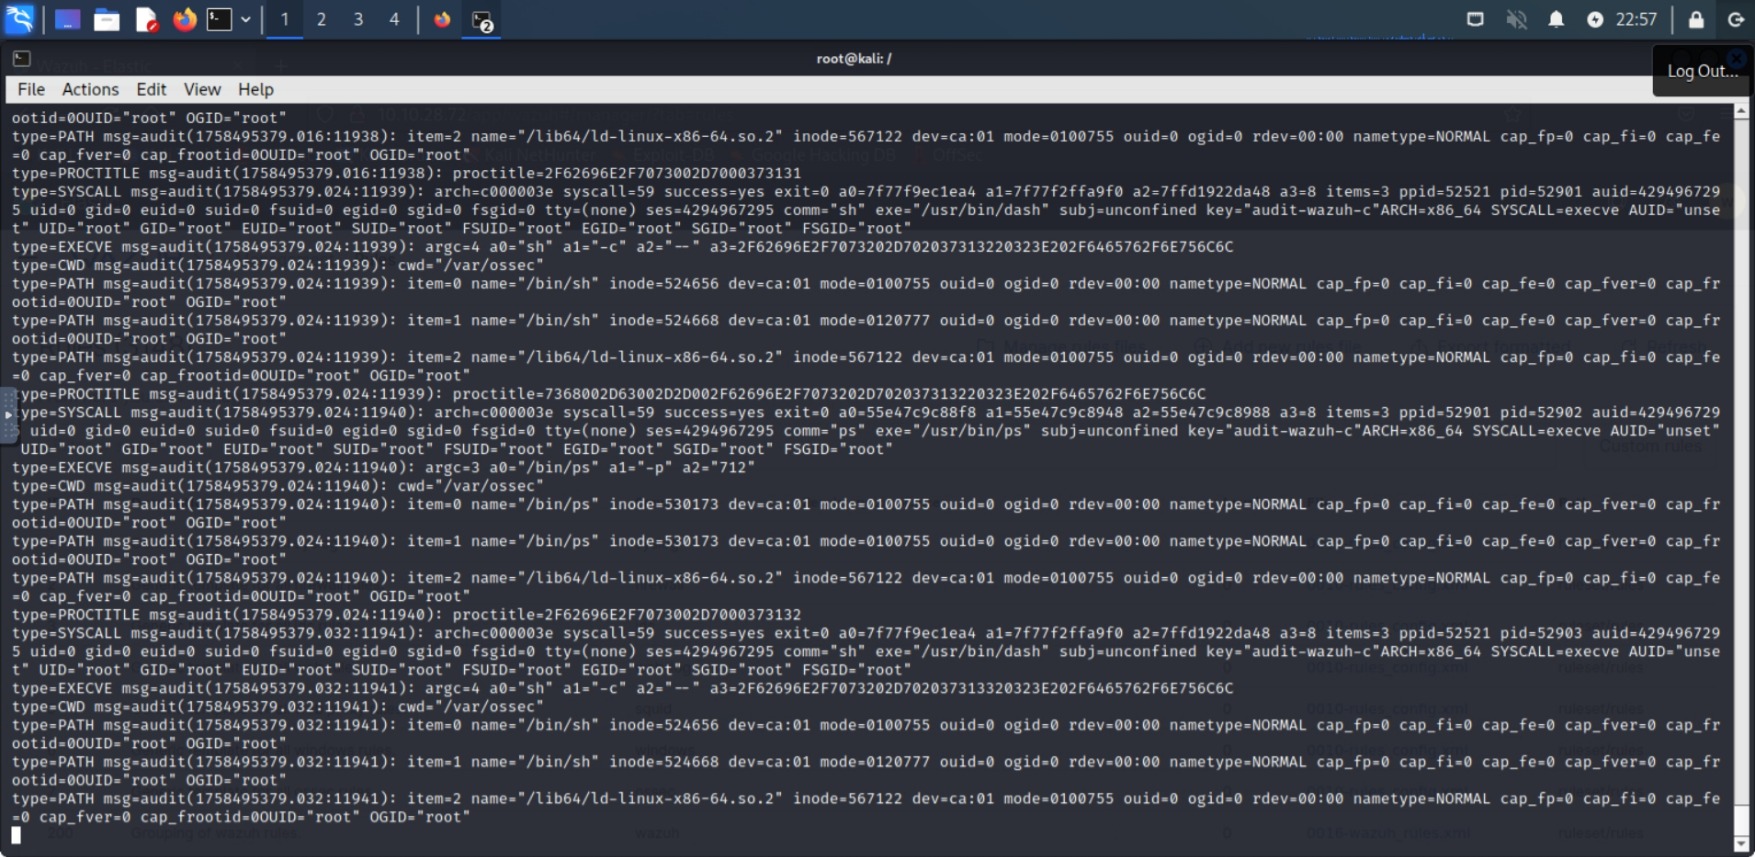 1 2 3 4 2 22:57
root@kali: /
Log Out...
File Actions Edit View Help
ootid=0OUID="root" OGID="root"
type=PATH msg=audit(1758495379.016:11938): item=2 name="/lib64/ld-linux-x86-64.so.2" inode=567122 dev=ca:01 mode=0100755 ouid=0 ogid=0 rdev=00:00 nametype=NORMAL cap_fp=0 cap_fi=0 cap_fe
=0 cap_fver=0 cap_frootid=0OUID="root" OGID="root"
type=PROCTITLE msg=audit(1758495379.016:11938): proctitle=2F62696E2F7073002D7000373131
type=SYSCALL msg=audit(1758495379.024:11939): arch=c000003e syscall=59 success=yes exit=0 a0=7f77f9ec1ea4 a1=7f77f2ffa9f0 a2=7ffd1922da48 a3=8 items=3 ppid=52521 pid=52901 auid=429496729
5 uid=0 gid=0 euid=0 suid=0 fsuid=0 egid=0 sgid=0 fsgid=0 tty=(none) ses=4294967295 comm="sh" exe="/usr/bin/dash" subj=unconfined key="audit-wazuh-c"ARCH=x86_64 SYSCALL=execve AUID="unse
t" UID="root" GID="root" EUID="root" SUID="root" FSUID="root" EGID="root" SGID="root" FSGID="root"
type=EXECVE msg=audit(1758495379.024:11939): argc=4 a0="sh" a1="-c" a2="--" a3=2F62696E2F7073202D702037313220323E202F6465762F6E756C6C
type=CWD msg=audit(1758495379.024:11939): cwd="/var/ossec"
type=PATH msg=audit(1758495379.024:11939): item=0 name="/bin/sh" inode=524656 dev=ca:01 mode=0100755 ouid=0 ogid=0 rdev=00:00 nametype=NORMAL cap_fp=0 cap_fi=0 cap_fe=0 cap_fver=0 cap_fr
ootid=0OUID="root" OGID="root"
type=PATH msg=audit(1758495379.024:11939): item=1 name="/bin/sh" inode=524668 dev=ca:01 mode=0120777 ouid=0 ogid=0 rdev=00:00 nametype=NORMAL cap_fp=0 cap_fi=0 cap_fe=0 cap_fver=0 cap_fr
ootid=0OUID="root" OGID="root"
type=PATH msg=audit(1758495379.024:11939): item=2 name="/lib64/ld-linux-x86-64.so.2" inode=567122 dev=ca:01 mode=0100755 ouid=0 ogid=0 rdev=00:00 nametype=NORMAL cap_fp=0 cap_fi=0 cap_fe
=0 cap_fver=0 cap_frootid=0OUID="root" OGID="root"
type=PROCTITLE msg=audit(1758495379.024:11939): proctitle=7368002D63002D2D002F62696E2F7073202D702037313220323E202F6465762F6E756C6C
ype=SYSCALL msg=audit(1758495379.024:11940): arch=c000003e syscall=59 success=yes exit=0 a0=55e47c9c88f8 a1=55e47c9c8948 a2=55e47c9c8988 a3=8 items=3 ppid=52901 pid=52902 auid=429496729
uid=0 gid=0 euid=0 suid=0 fsuid=0 egid=0 sgid=0 fsgid=0 tty=(none) ses=4294967295 comm="ps" exe="/usr/bin/ps" subj=unconfined key="audit-wazuh-c"ARCH=x86_64 SYSCALL=execve AUID="unset"
UID="root" GID="root" EUID="root" SUID="root" FSUID="root" EGID="root" SGID="root" FSGID="root"
type=EXECVE msg=audit(1758495379.024:11940): argc=3 a0="/bin/ps" a1="-p" a2="712"
type=CWD msg=audit(1758495379.024:11940): cwd="/var/ossec"
type=PATH msg=audit(1758495379.024:11940): item=0 name="/bin/ps" inode=530173 dev=ca:01 mode=0100755 ouid=0 ogid=0 rdev=00:00 nametype=NORMAL cap_fp=0 cap_fi=0 cap_fe=0 cap_fver=0 cap_fr
ootid=0OUID="root" OGID="root"
type=PATH msg=audit(1758495379.024:11940): item=1 name="/bin/ps" inode=530173 dev=ca:01 mode=0100755 ouid=0 ogid=0 rdev=00:00 nametype=NORMAL cap_fp=0 cap_fi=0 cap_fe=0 cap_fver=0 cap_fr
ootid=0OUID="root" OGID="root"
type=PATH msg=audit(1758495379.024:11940): item=2 name="/lib64/ld-linux-x86-64.so.2" inode=567122 dev=ca:01 mode=0100755 ouid=0 ogid=0 rdev=00:00 nametype=NORMAL cap_fp=0 cap_fi=0 cap_fe
=0 cap_fver=0 cap_frootid=0OUID="root" OGID="root"
type=PROCTITLE msg=audit(1758495379.024:11940): proctitle=2F62696E2F7073002D7000373132
type=SYSCALL msg=audit(1758495379.032:11941): arch=c000003e syscall=59 success=yes exit=0 a0=7f77f9ec1ea4 a1=7f77f2ffa9f0 a2=7ffd1922da48 a3=8 items=3 ppid=52521 pid=52903 auid=429496729
5 uid=0 gid=0 euid=0 suid=0 fsuid=0 egid=0 sgid=0 fsgid=0 tty=(none) ses=4294967295 comm="sh" exe="/usr/bin/dash" subj=unconfined key="audit-wazuh-c"ARCH=x86_64 SYSCALL=execve AUID="unse
t" UID="root" GID="root" EUID="root" SUID="root" FSUID="root" EGID="root" SGID="root" FSGID="root"
type=EXECVE msg=audit(1758495379.032:11941): argc=4 a0="sh" a1="-c" a2="--" a3=2F62696E2F7073202D702037313320323E202F6465762F6E756C6C
type=CWD msg=audit(1758495379.032:11941): cwd="/var/ossec"
type=PATH msg=audit(1758495379.032:11941): item=0 name="/bin/sh" inode=524656 dev=ca:01 mode=0100755 ouid=0 ogid=0 rdev=00:00 nametype=NORMAL cap_fp=0 cap_fi=0 cap_fe=0 cap_fver=0 cap_fr
ootid=0OUID="root" OGID="root"
type=PATH msg=audit(1758495379.032:11941): item=1 name="/bin/sh" inode=524668 dev=ca:01 mode=0120777 ouid=0 ogid=0 rdev=00:00 nametype=NORMAL cap_fp=0 cap_fi=0 cap_fe=0 cap_fver=0 cap_fr
ootid=0OUID="root" OGID="root"
type=PATH msg=audit(1758495379.032:11941): item=2 name="/lib64/ld-linux-x86-64.so.2" inode=567122 dev=ca:01 mode=0100755 ouid=0 ogid=0 rdev=00:00 nametype=NORMAL cap_fp=0 cap_fi=0 cap_fe
=0 cap_fver=0 cap_frootid=0OUID="root" OGID="root"